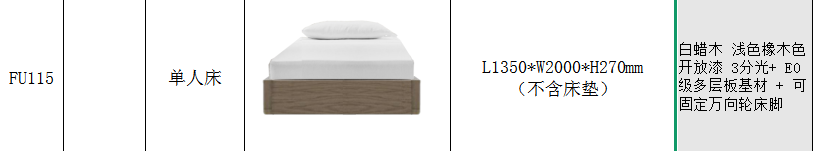 FU115
单人床
L1350*W2000*H270mm
（不含床垫）
白蜡木 浅色橡木色
开放漆 3分光+ E0
级多层板基材 + 可
固定万向轮床脚